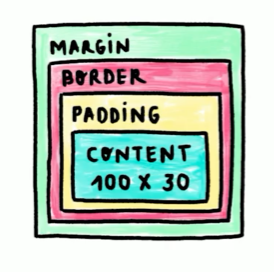 MARGIN
BORDER
PADDING
CONTENT
100 X 30